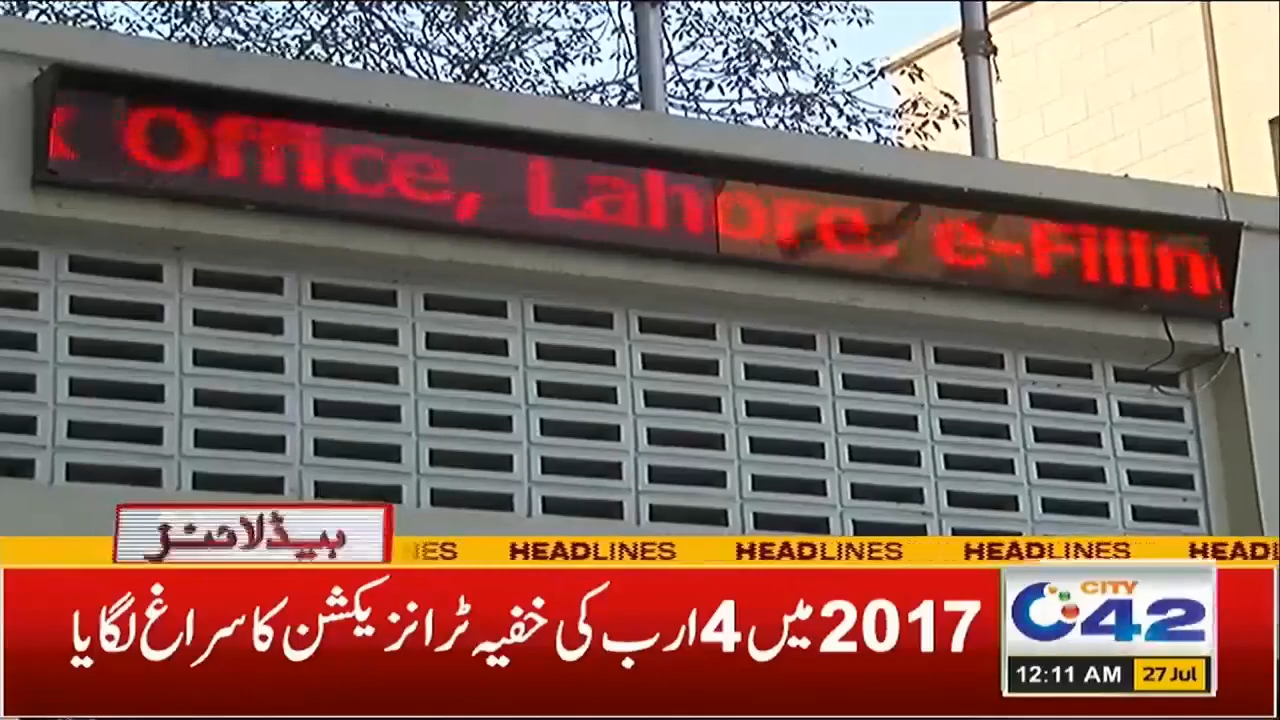 Office, Lahore. e-Filin
ہیڈلائنز
HEADLINES HEADLINES HEADLINES
2017 میں 4 ارب کی خفیہ ٹرانزیکشن کا سراغ لگایا
CITY
42
12:11 AM 27 Jul